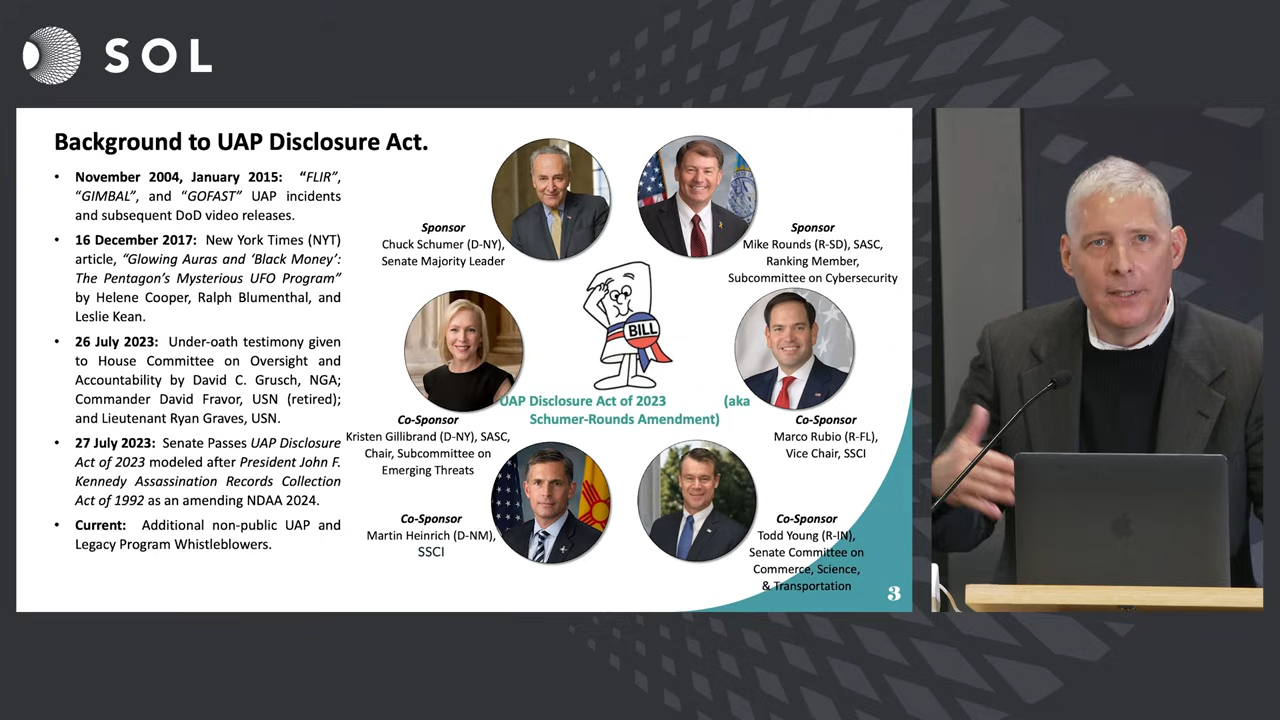 SOL
Background to UAP Disclosure Act.
• November 2004, January 2015: “FLIR”,
“GIMBAL”, and “GOFAST” UAP incidents
and subsequent DoD video releases.
• 16 December 2017: New York Times (NYT)
article, “Glowing Auras and ‘Black Money’:
The Pentagon’s Mysterious UFO Program”
by Helene Cooper, Ralph Blumenthal, and
Leslie Kean.
• 26 July 2023: Under-oath testimony given
to House Committee on Oversight and
Accountability by David C. Grusch, NGA;
Commander David Fravor, USN (retired);
and Lieutenant Ryan Graves, USN.
• 27 July 2023: Senate Passes UAP Disclosure
Act of 2023 modeled after President John F.
Kennedy Assassination Records Collection
Act of 1992 as an amending NDAA 2024.
• Current: Additional non-public UAP and
Legacy Program Whistleblowers.
Sponsor
Chuck Schumer (D-NY),
Senate Majority Leader
Sponsor
Mike Rounds (R-SD), SASC,
Ranking Member,
Subcommittee on Cybersecurity
BILL
UAP Disclosure Act of 2023 (aka
Schumer-Rounds Amendment)
Co-Sponsor
Kristen Gillibrand (D-NY), SASC,
Chair, Subcommittee on
Emerging Threats
Co-Sponsor
Marco Rubio (R-FL),
Vice Chair, SSCI
Co-Sponsor
Martin Heinrich (D-NM),
SSCI
Co-Sponsor
Todd Young (R-IN),
Senate Committee on
Commerce, Science,
& Transportation
3